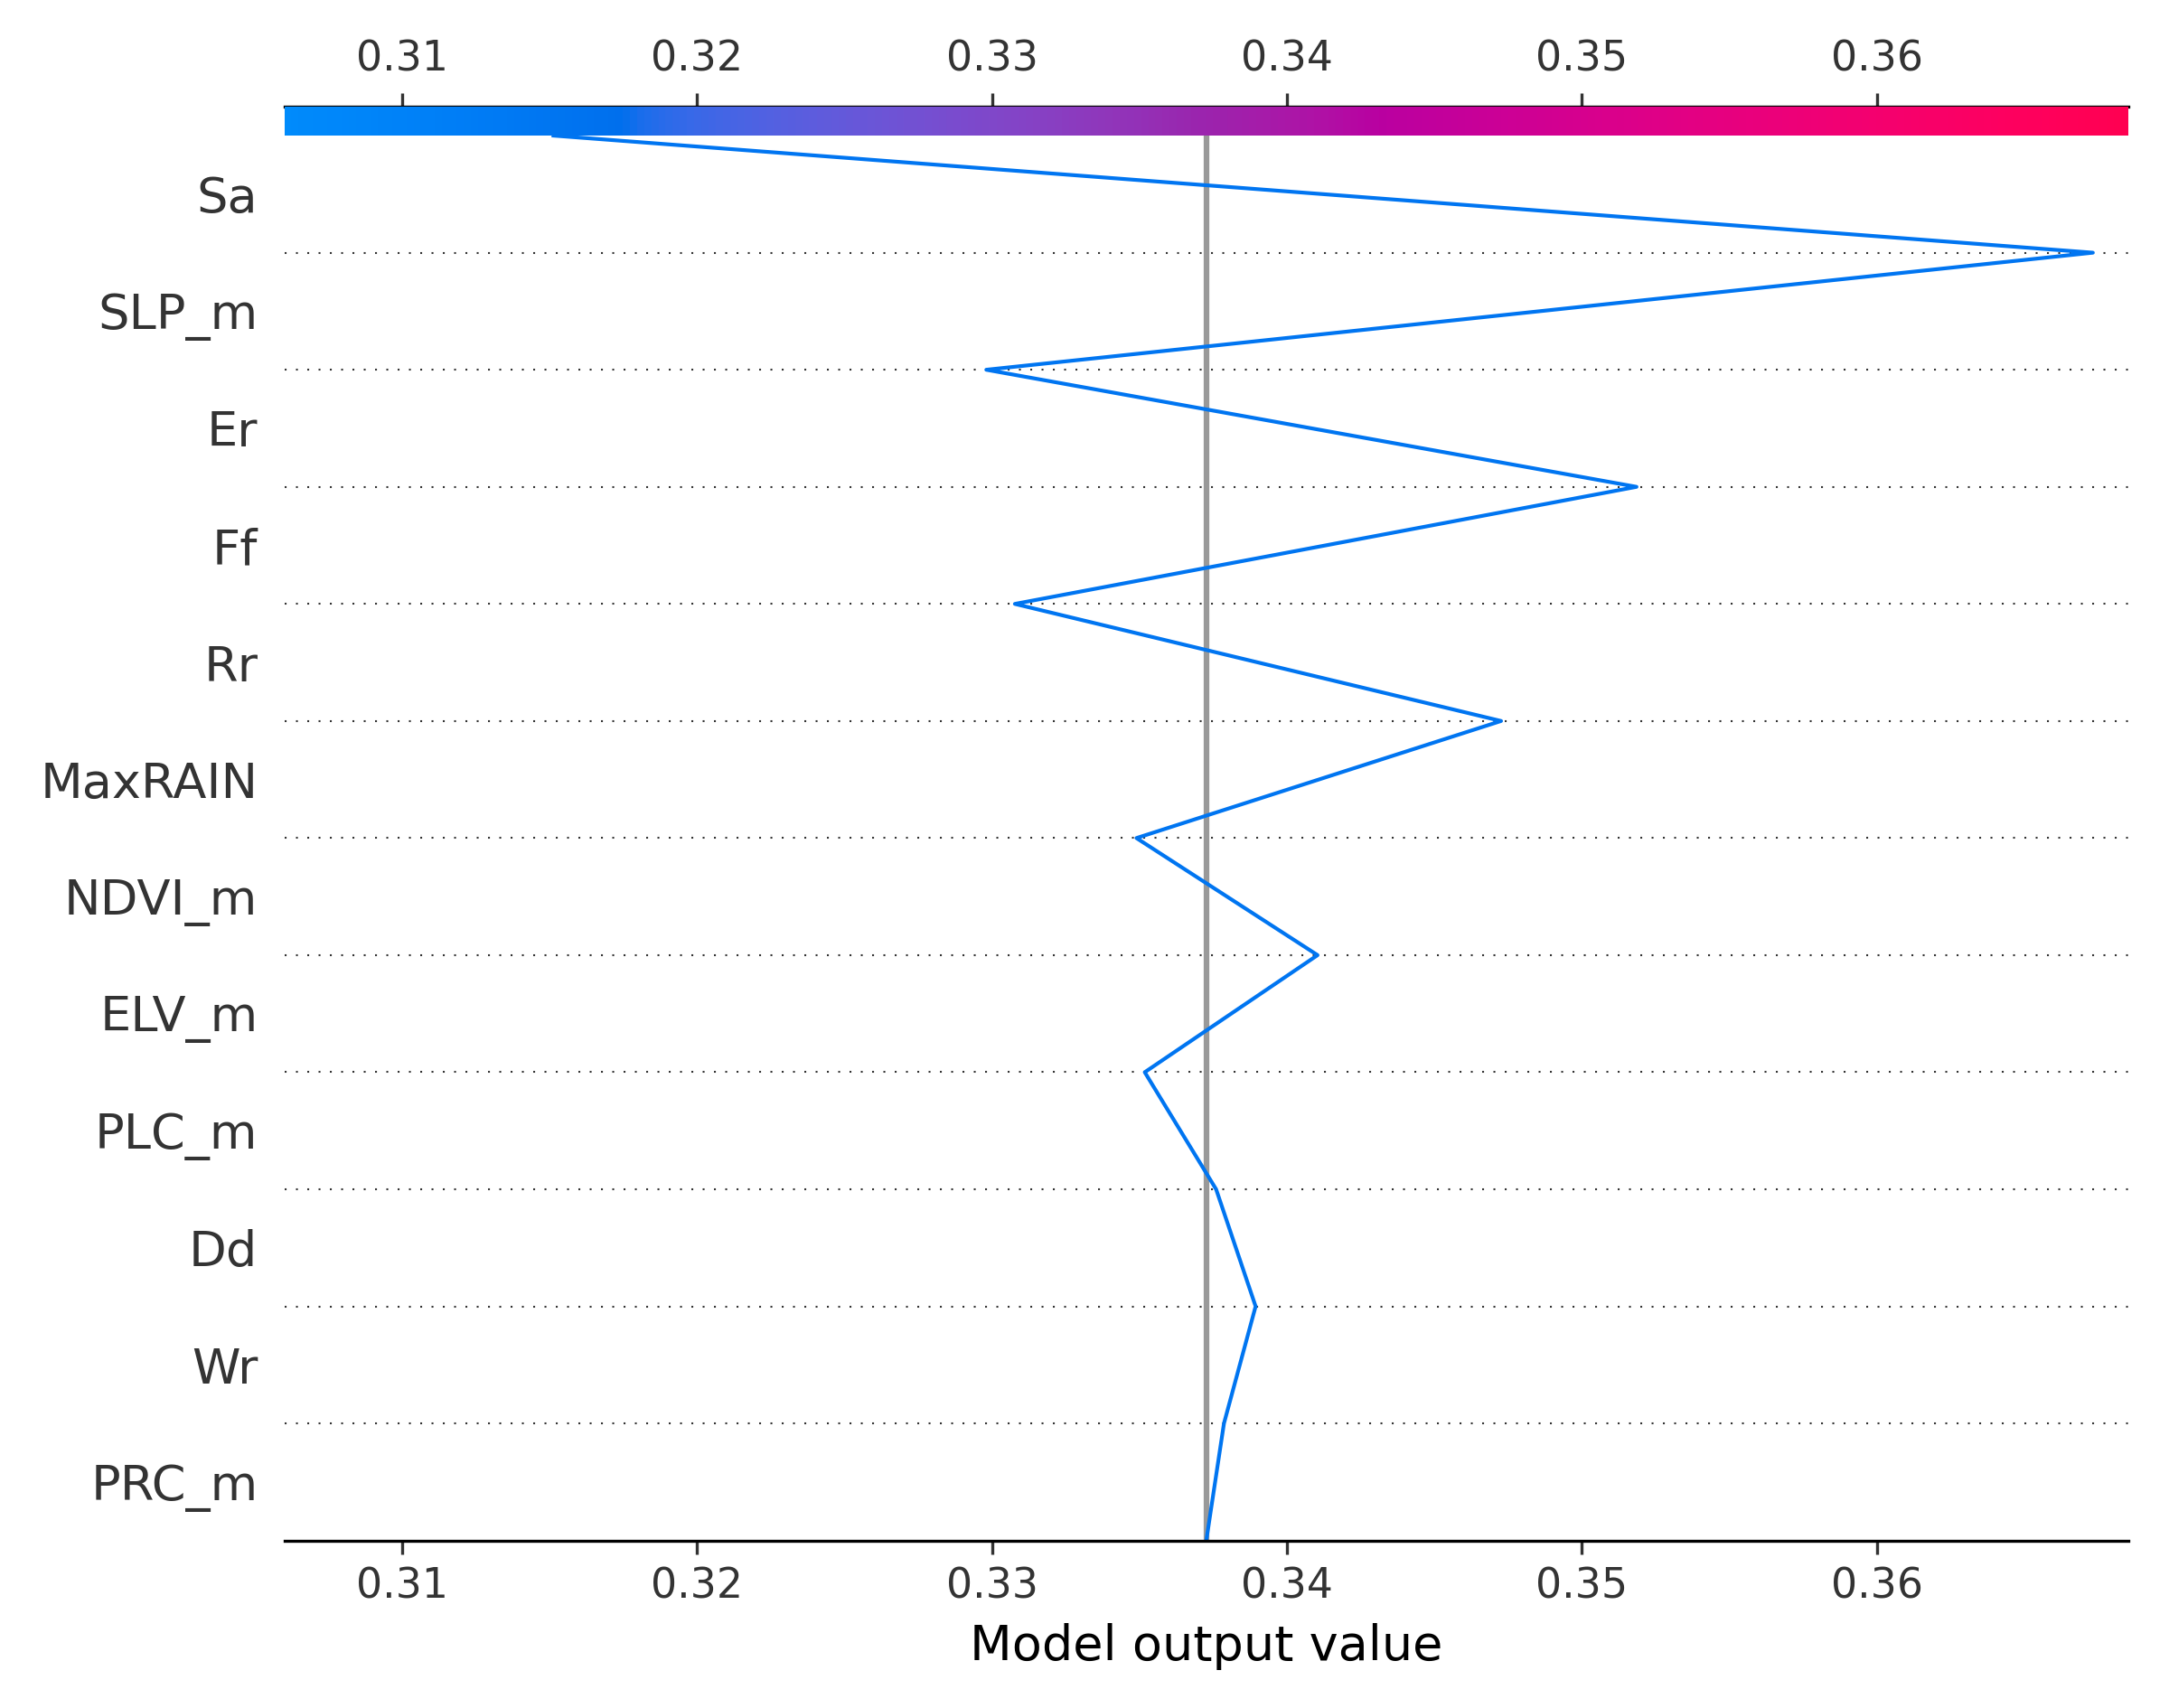 0.31 0.32 0.33 0.34 0.35 0.36
Sa
SLP_m
Er
Ff
Rr
MaxRAIN
NDVI_m
ELV_m
PLC_m
Dd
Wr
PRC_m
0.31 0.32 0.33 0.34 0.35 0.36
Model output value